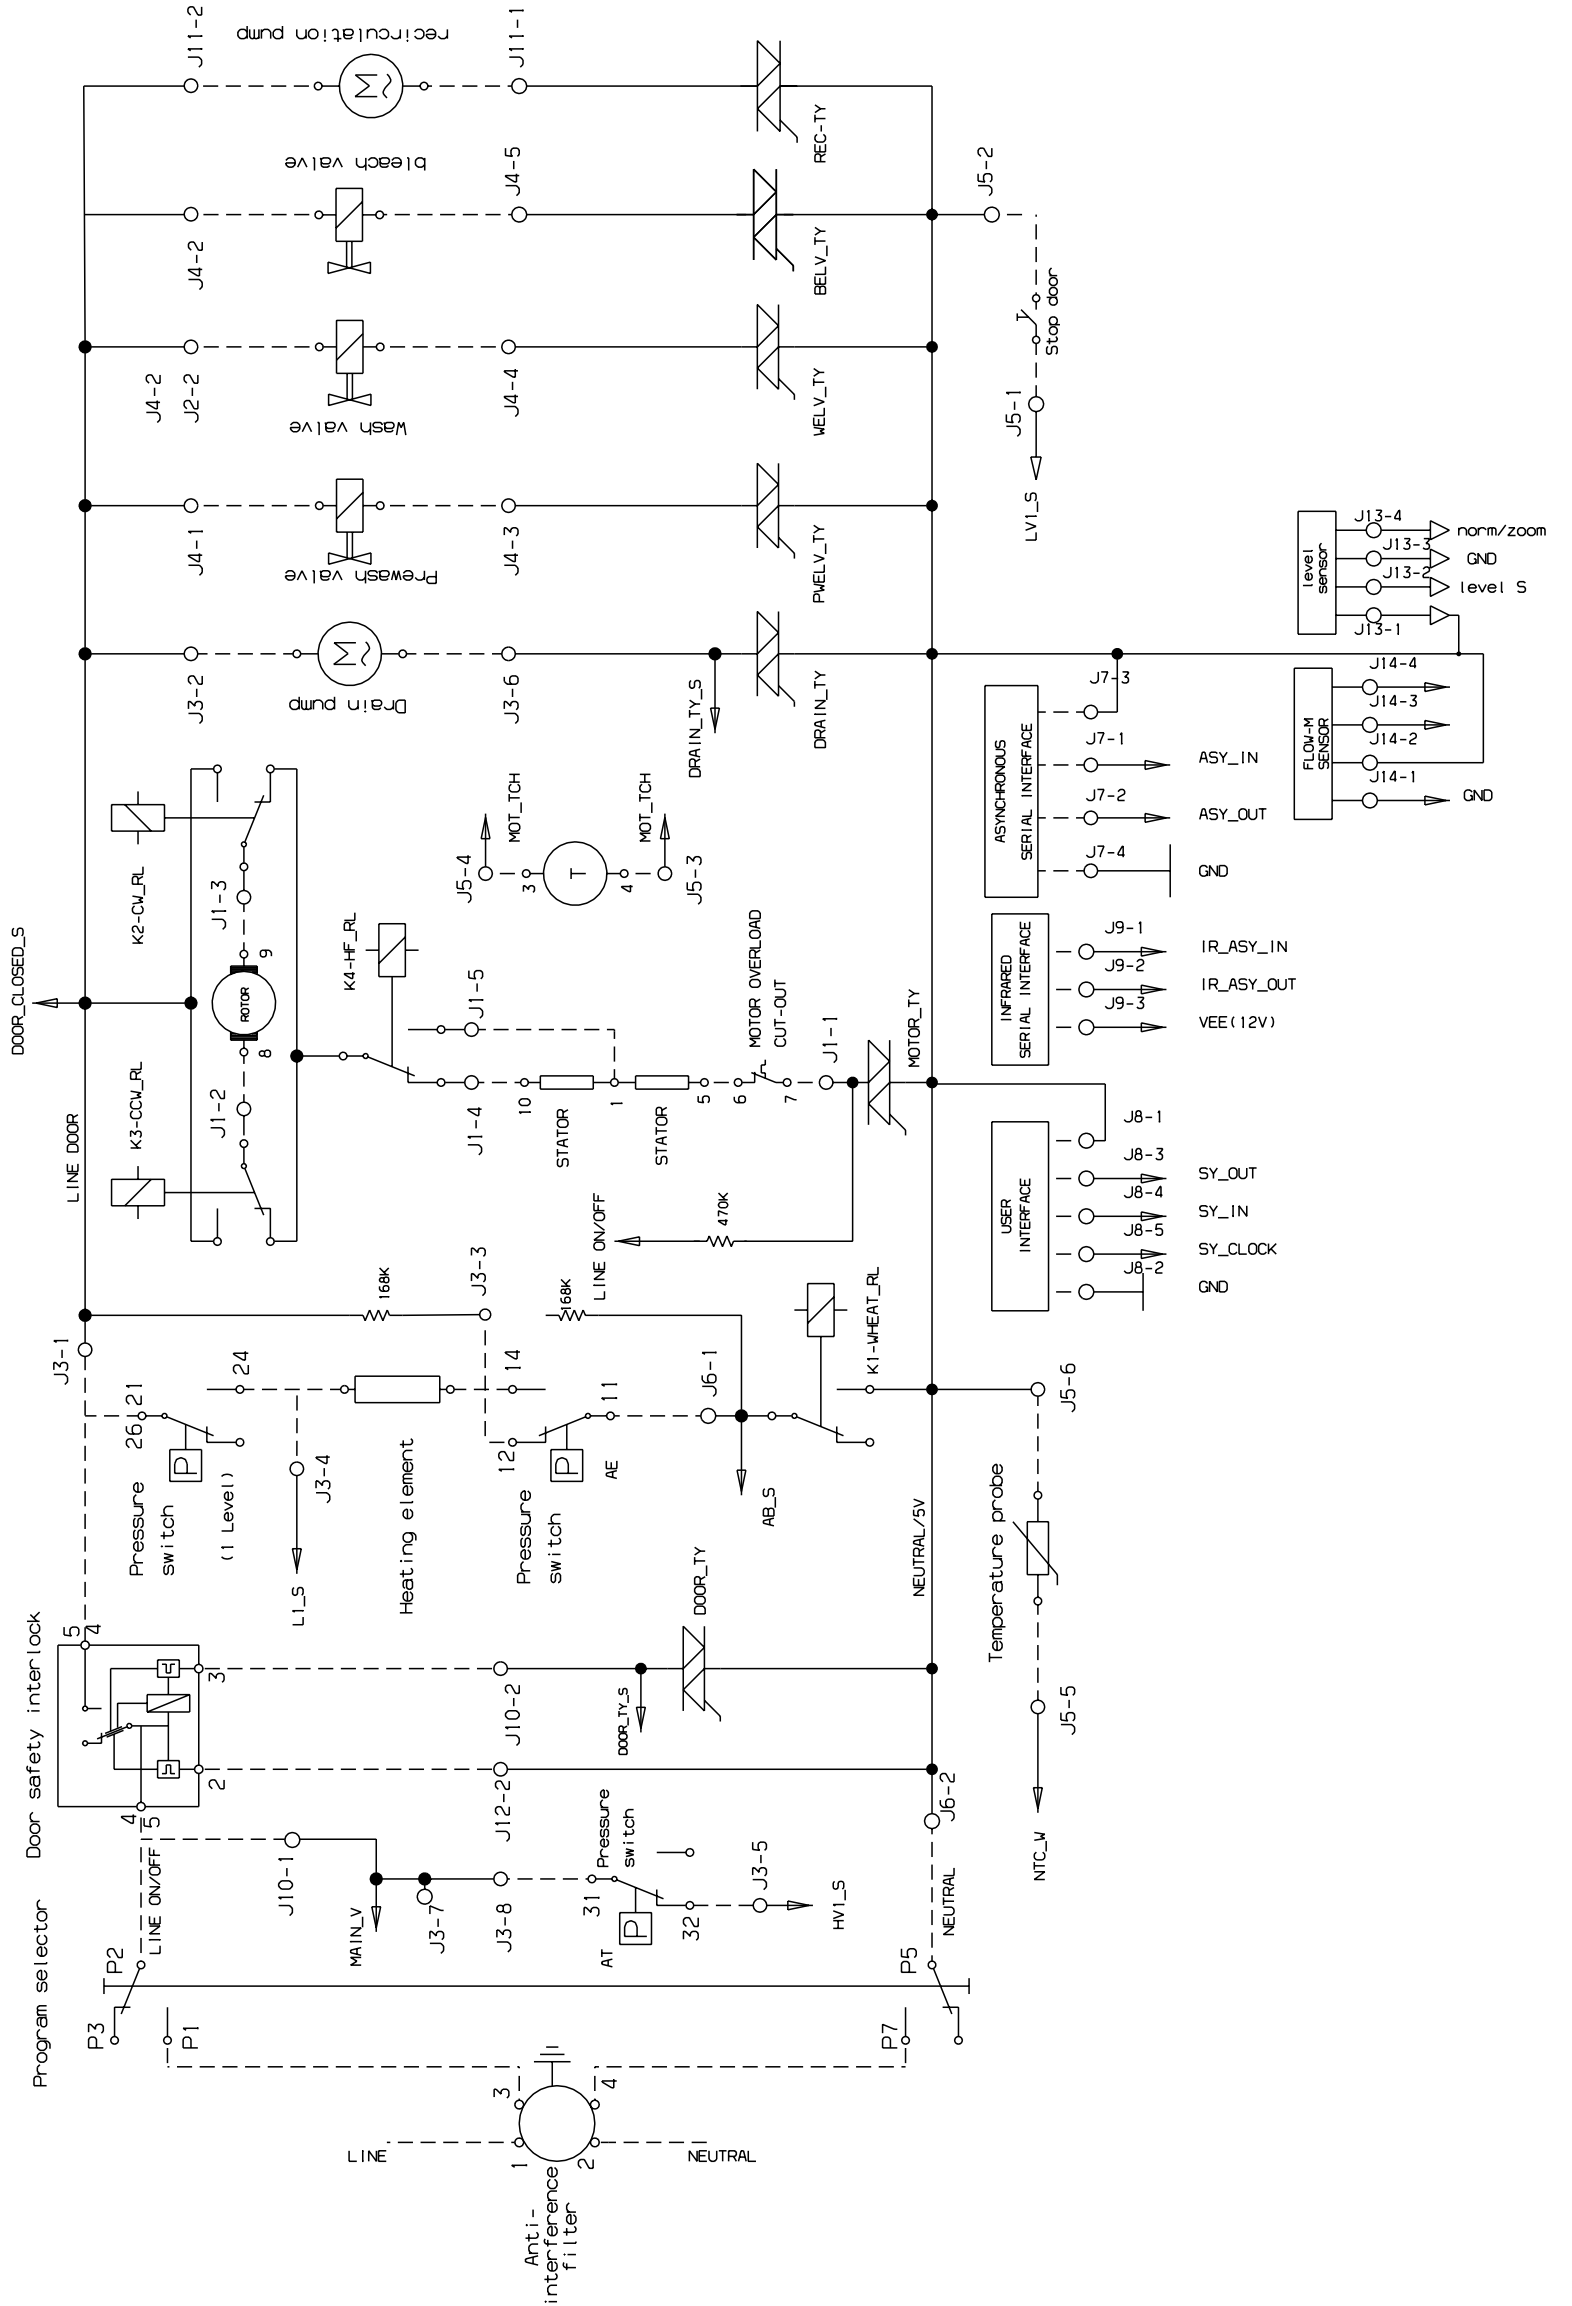 J11-2
recirculation pump
J11-1
REC-TY
bleach valve
J4-2
J4-5
BELV_TY
J5-2
Stop door
J5-1
LV1_S
J4-2
J2-2
Wash valve
J4-4
WELV_TY
J4-1
Prewash valve
J4-3
PWELV_TY
J3-2
Drain pump
J3-6
DRAIN_TY_S
DRAIN_TY
level
sensor
J13-4
norm/zoom
J13-3
GND
J13-2
level S
J13-1
FLOW-M
SENSOR
J14-4
J14-3
J14-2
J14-1
GND
ASYNCHRONOUS
SERIAL INTERFACE
J7-3
J7-1
ASY_IN
J7-2
ASY_OUT
J7-4
GND
INFRARED
SERIAL INTERFACE
J9-1
IR_ASY_IN
J9-2
IR_ASY_OUT
J9-3
VEE(12V)
USER
INTERFACE
J8-1
J8-3
SY_OUT
J8-4
SY_IN
J8-5
SY_CLOCK
J8-2
GND
DOOR_CLOSED_S
LINE DOOR
K2-CW_RL
K3-CCW_RL
J1-3
9
ROTOR
8
J1-2
K4-HF_RL
J5-4
MOT_TCH
3
T
4
MOT_TCH
J5-3
J1-5
J1-4
10
STATOR
1
STATOR
5
6
MOTOR OVERLOAD
CUT-OUT
7
J1-1
MOTOR_TY
LINE ON/OFF
470K
168K
J3-3
168K
J3-1
21
26
P
24
Pressure
switch
(1 Level)
J3-4
L1_S
Heating element
14
12
P
11
AE
Pressure
switch
J6-1
AB_S
K1-WHEAT_RL
NEUTRAL/5V
J5-6
Temperature probe
J5-5
NTC_W
Door safety interlock
5
4
3
2
4
5
J10-2
DOOR_TY_S
DOOR_TY
J12-2
J6-2
NEUTRAL
Program selector
LINE ON/OFF
J10-1
MAIN_V
J3-7
J3-8
31
Pressure
switch
P
AT
32
J3-5
HV1_S
P2
P3
P1
P5
P7
3
4
1
2
LINE
NEUTRAL
Anti-
interference
filter